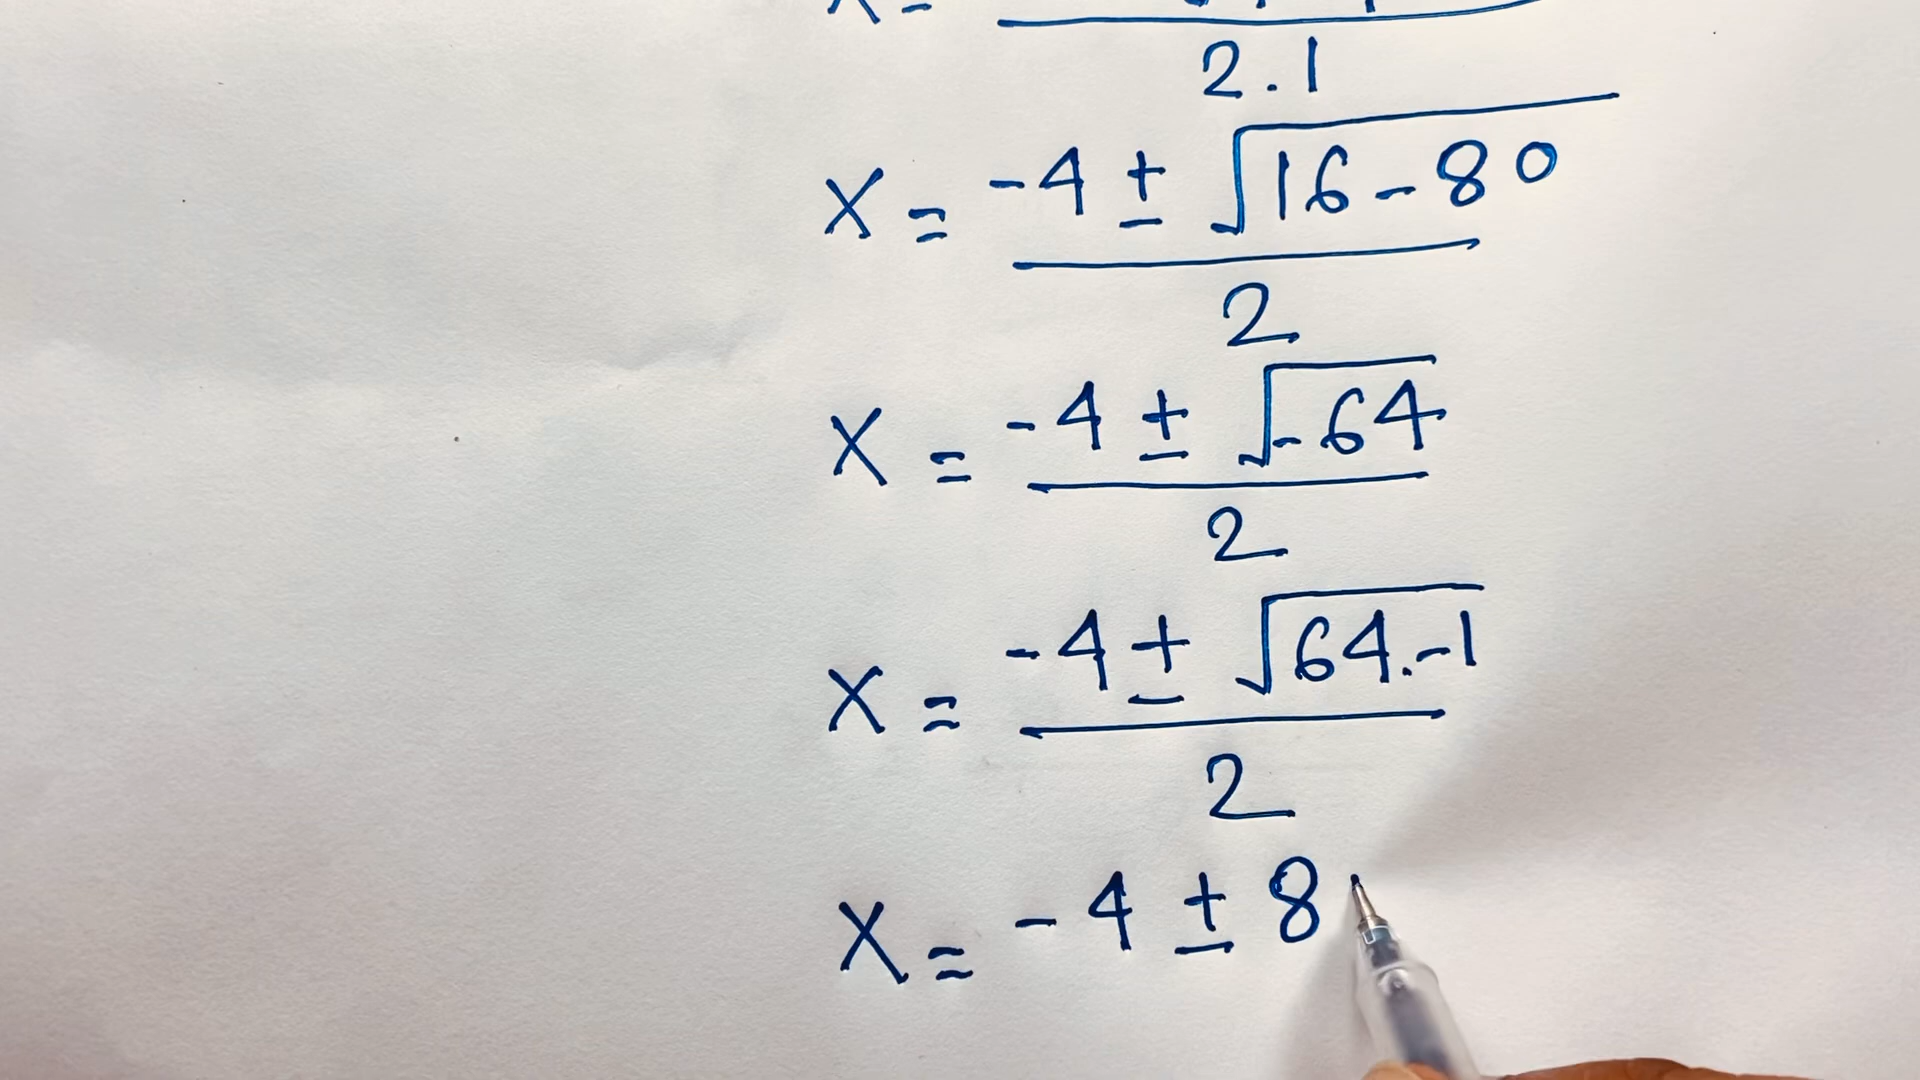 X=
2.1
X = -4 ± √16-80
2
X = -4 ± √-64
2
X = -4 ± √64.-1
2
X = -4 ± 8